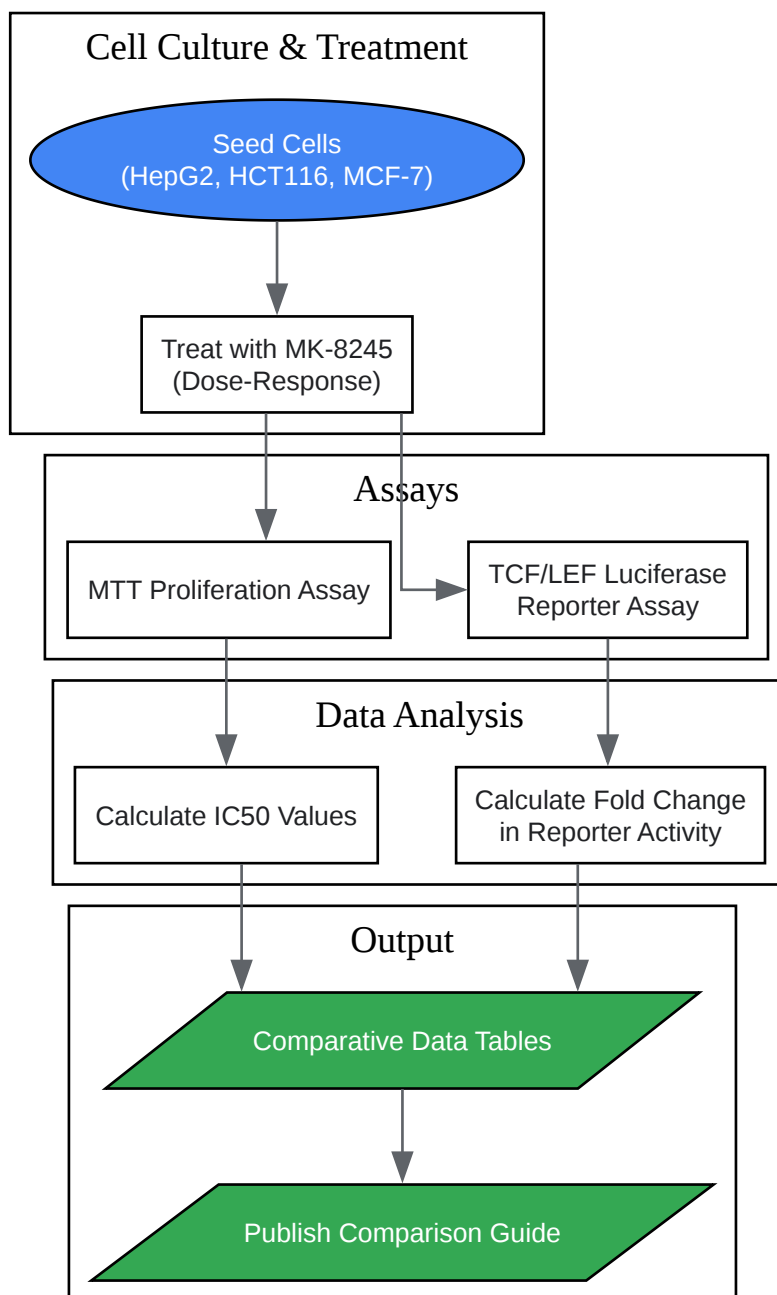 Cell Culture & Treatment
Seed Cells
(HepG2, HCT116, MCF-7)
Treat with MK-8245
(Dose-Response)
Assays
MTT Proliferation Assay
TCF/LEF Luciferase
Reporter Assay
Data Analysis
Calculate IC50 Values
Calculate Fold Change
in Reporter Activity
Output
Comparative Data Tables
Publish Comparison Guide